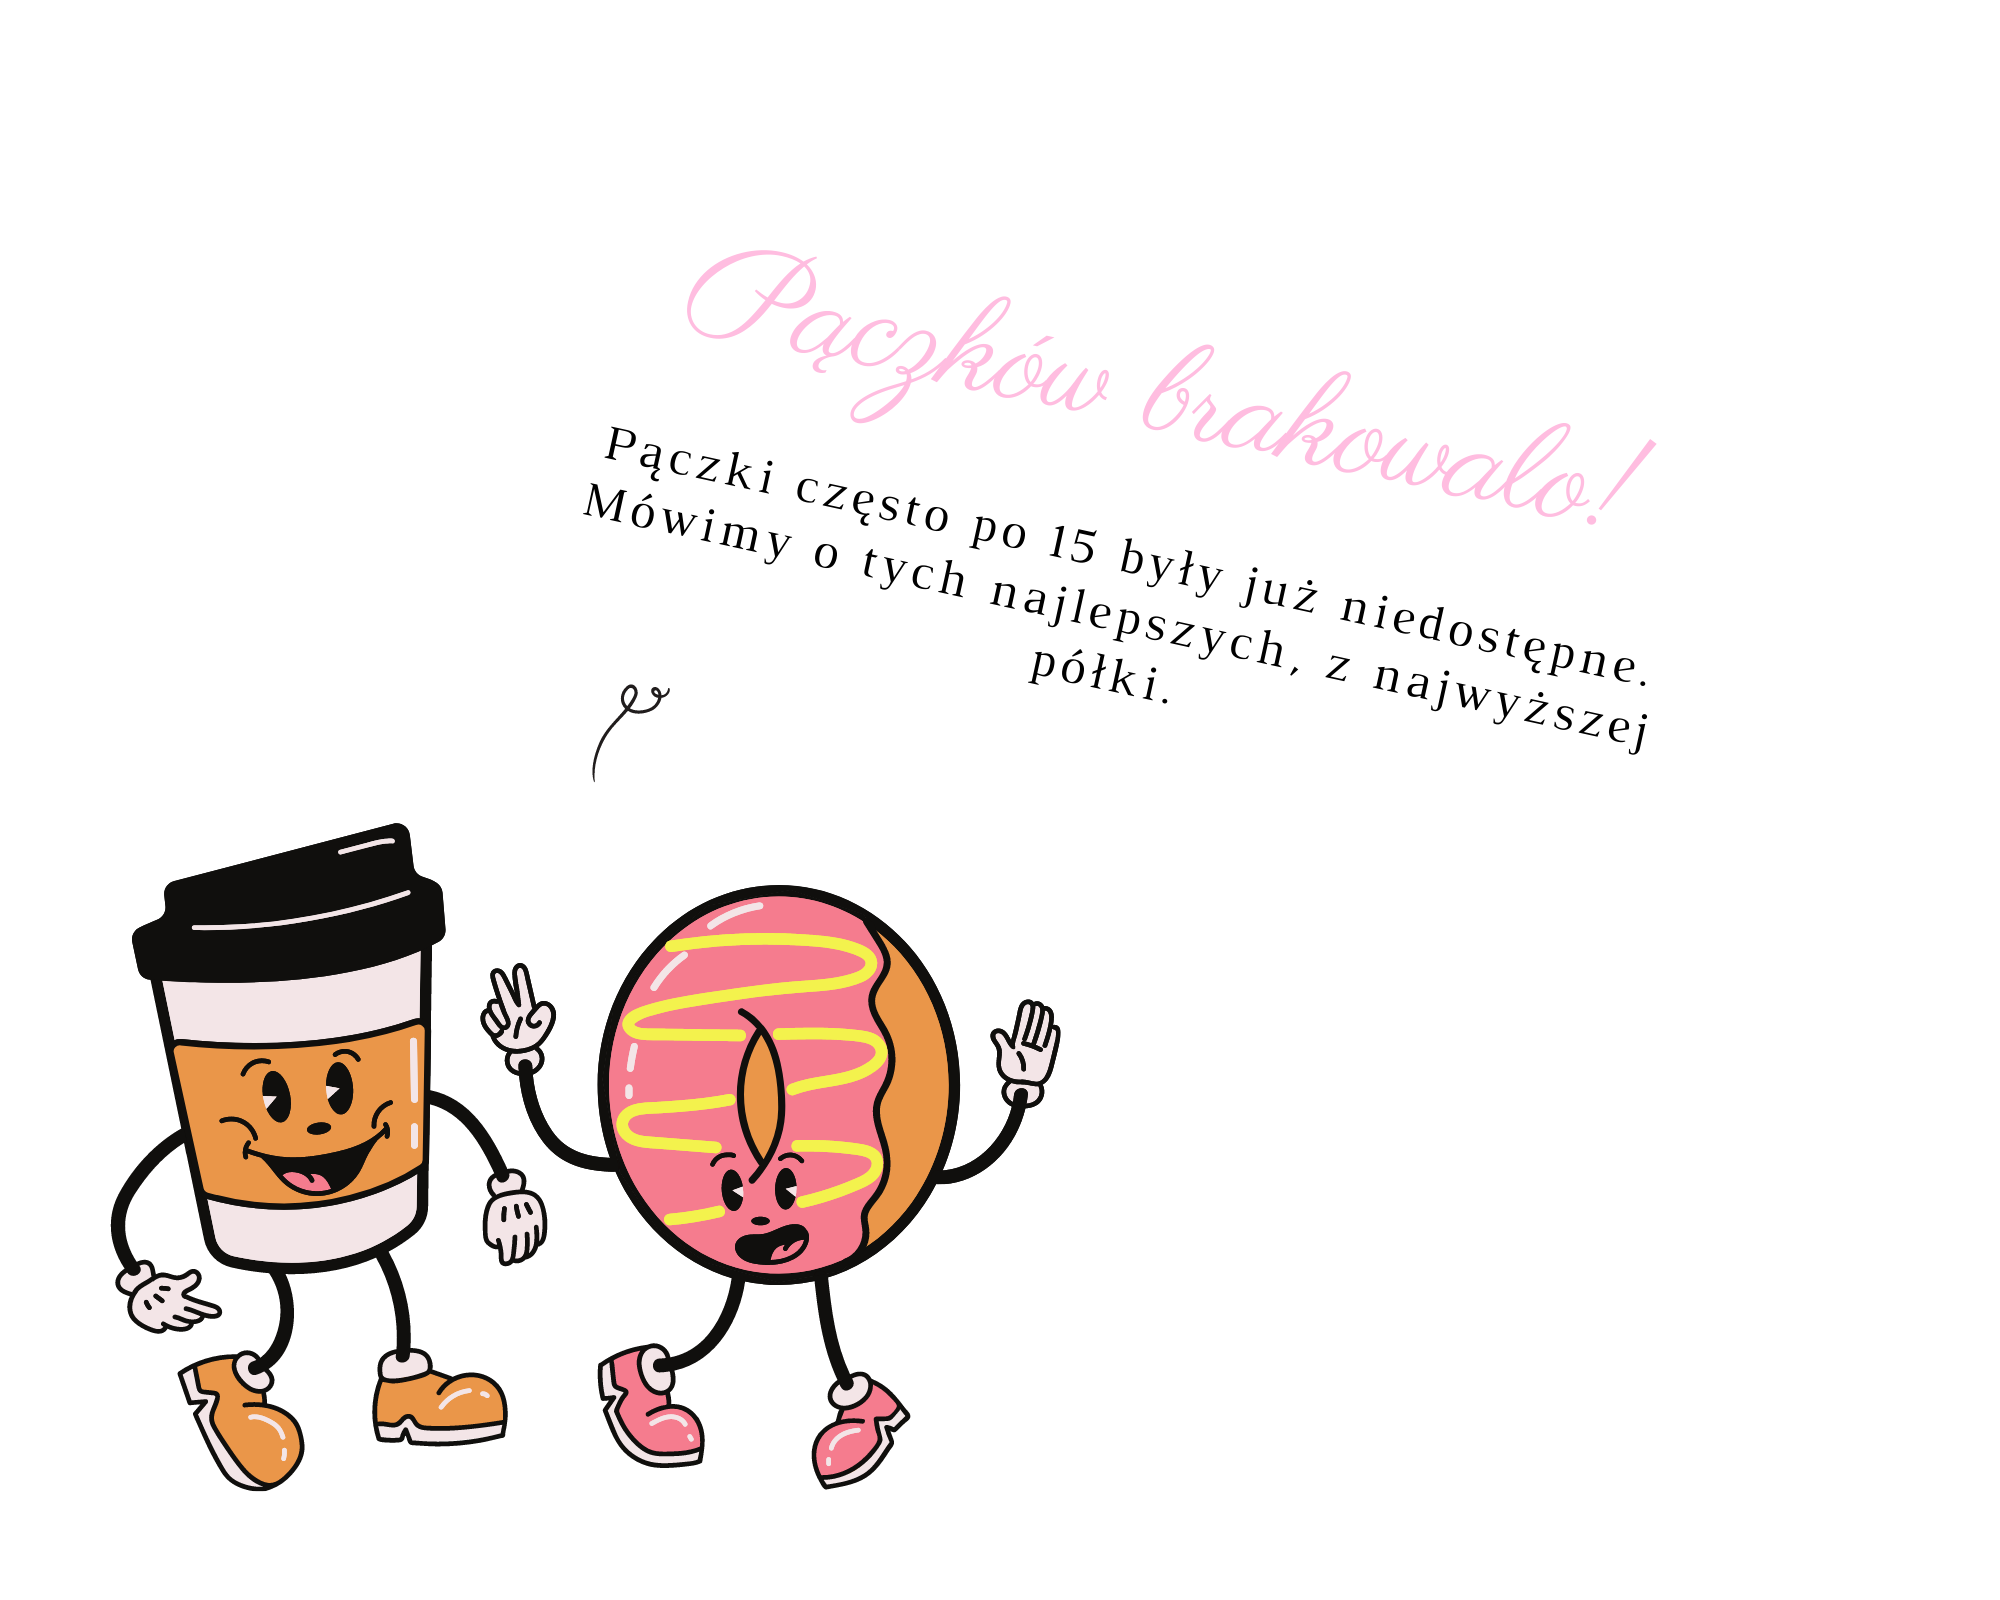 Pączków brakowalo!
Pączki często po 15 były już niedostępne.
Mówimy o tych najlepszych, z najwyższej
półki.